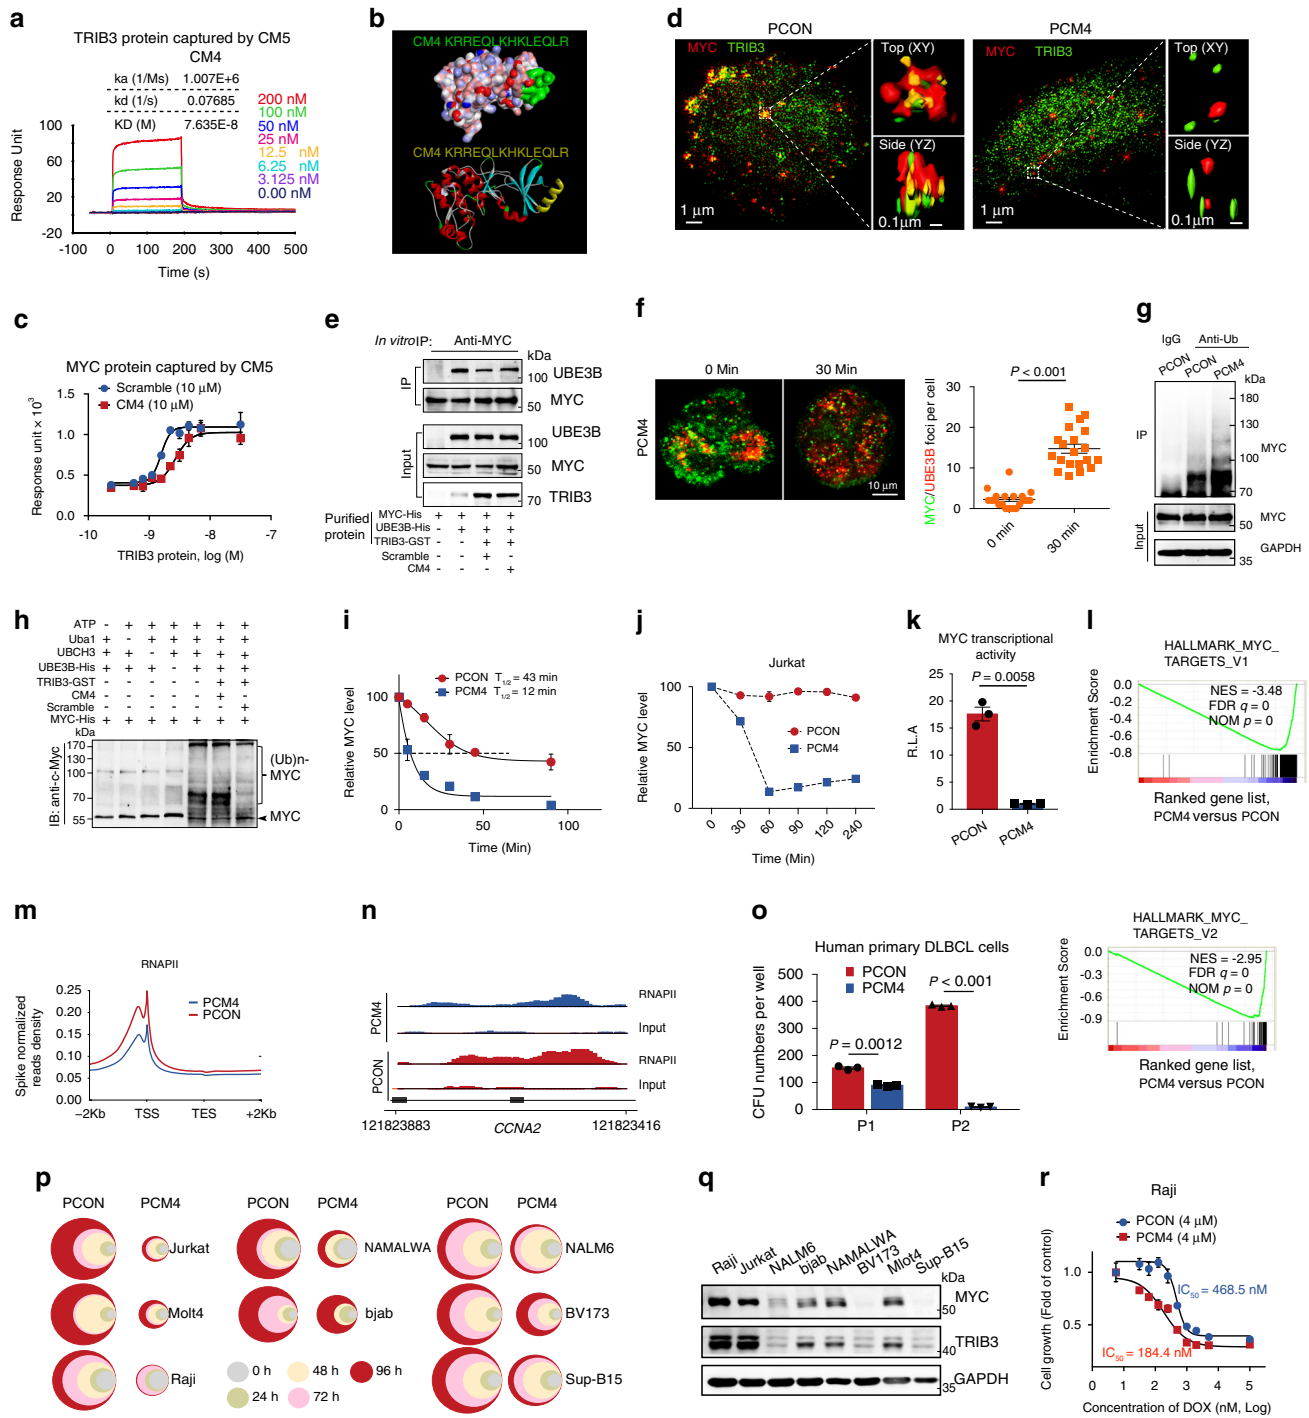 a
TRIB3 protein captured by CM5
CM4
ka (1/Ms) 1.007E+6
kd (1/s) 0.07685
KD (M) 7.635E-8
200 nM
100 nM
50 nM
25 nM
12.5 nM
6.25 nM
3.125 nM
0.00 nM
Response Unit
100
60
20
-20
-100 0 100 200 300 400 500
Time (s)
b
CM4 KRREQLKHKLEQLR
CM4 KRREQLKHKLEQLR
d
PCON
MYC TRIB3
1 µm
Top (XY)
Side (YZ)
0.1µm
PCM4
MYC TRIB3
1 µm
Top (XY)
Side (YZ)
0.1µm
c
MYC protein captured by CM5
Scramble (10 µM)
CM4 (10 µM)
Response unit × 10³
1.5
1.0
0.5
0.0
-10 -9 -8 -7
TRIB3 protein, log (M)
e
In vitro IP: Anti-MYC
kDa
IP
UBE3B
100
MYC
50
Input
UBE3B
100
MYC
50
TRIB3
70
Purified protein
MYC-His + + + +
UBE3B-His - + + +
TRIB3-GST - - + +
Scramble - - + -
CM4 - - - +
f
0 Min 30 Min
PCM4
10 µm
P < 0.001
MYC/UBE3B foci per cell
30
20
10
0
0 min 30 min
g
IgG Anti-Ub
PCON PCON PCM4
kDa
IP
180
130
MYC
100
70
Input
MYC
50
GAPDH
35
h
ATP - + + + + + +
Uba1 + - + + + + +
UBCH3 + + - + + + +
UBE3B-His + + + - + + +
TRIB3-GST + + +
CM4 +
Scramble +
MYC-His + + + + + + +
kDa
170
130
100
70
55
IB: anti-c-Myc
(Ub)n-
MYC
MYC
i
PCON T1/2 = 43 min
PCM4 T1/2 = 12 min
Relative MYC level
100
50
0
0 50 100
Time (Min)
j
Jurkat
Relative MYC level
100
50
0
PCON
PCM4
0 30 60 90 120 240
Time (Min)
k
MYC transcriptional
activity
P = 0.0058
R.L.A
25
20
15
10
5
0
PCON PCM4
l
HALLMARK_MYC_
TARGETS_V1
NES = -3.48
FDR q = 0
NOM p = 0
Enrichment Score
0.0
-0.2
-0.4
-0.6
-0.8
Ranked gene list,
PCM4 versus PCON
HALLMARK_MYC_
TARGETS_V2
NES = -2.95
FDR q = 0
NOM p = 0
Enrichment Score
0.0
-0.3
-0.6
-0.9
Ranked gene list,
PCM4 versus PCON
m
RNAPII
PCM4
PCON
Spike normalized
reads density
0.25
0.20
0.15
0.10
0.05
0.00
–2Kb TSS TES +2Kb
n
PCM4
RNAPII
Input
PCON
RNAPII
Input
121823883 CCNA2 121823416
o
Human primary DLBCL cells
PCON
PCM4
P = 0.0012
P < 0.001
CFU numbers per well
500
400
300
200
100
0
P1 P2
p
PCON PCM4 PCON PCM4 PCON PCM4
Jurkat NAMALWA NALM6
Molt4 bjab BV173
Raji Sup-B15
0 h 48 h 96 h
24 h 72 h
q
Raji Jurkat NALM6 bjab NAMALWA BV173 Mlot4 Sup-B15
kDa
MYC
50
TRIB3
40
GAPDH
35
r
Raji
PCON (4 µM)
PCM4 (4 µM)
IC50 = 468.5 nM
IC50 = 184.4 nM
Cell growth (Fold of control)
1.0
0.5
0 1 2 3 4 5
Concentration of DOX (nM, Log)